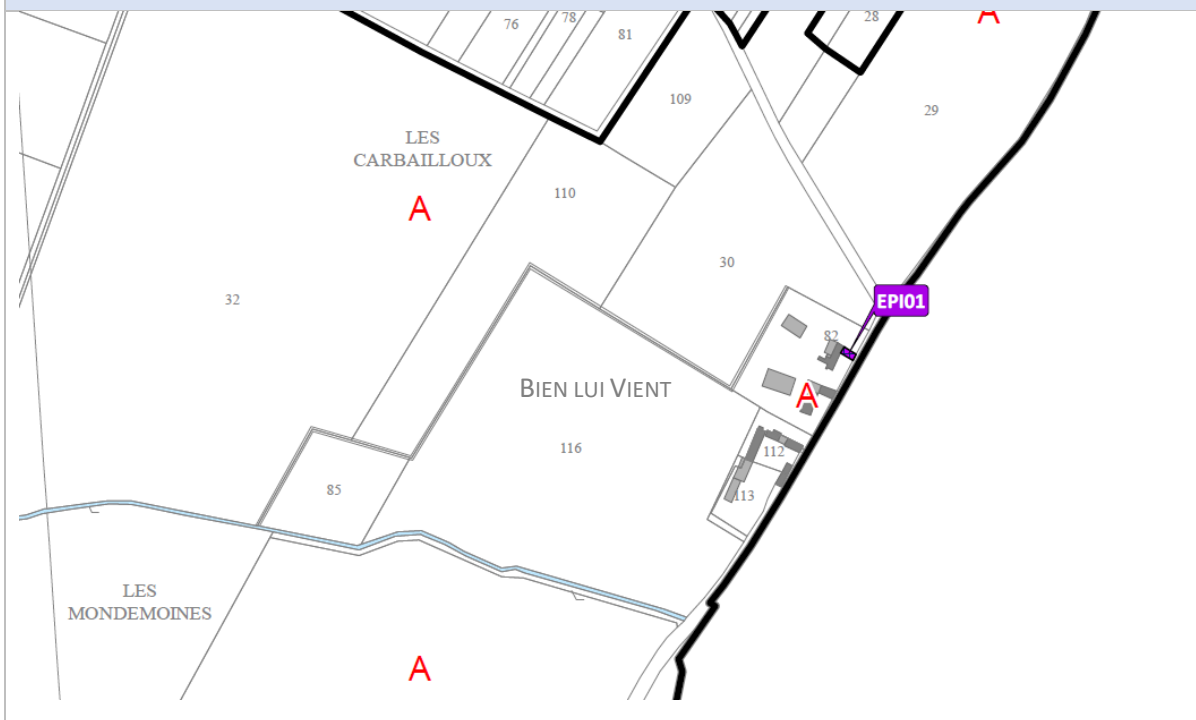 A
28
78
76
81
109
29
LES
CARBAILLOUX
110
A
30
32
EPI01
82
BIEN LUI VIENT
A
116
112
85
113
LES
MONDEMOINES
A